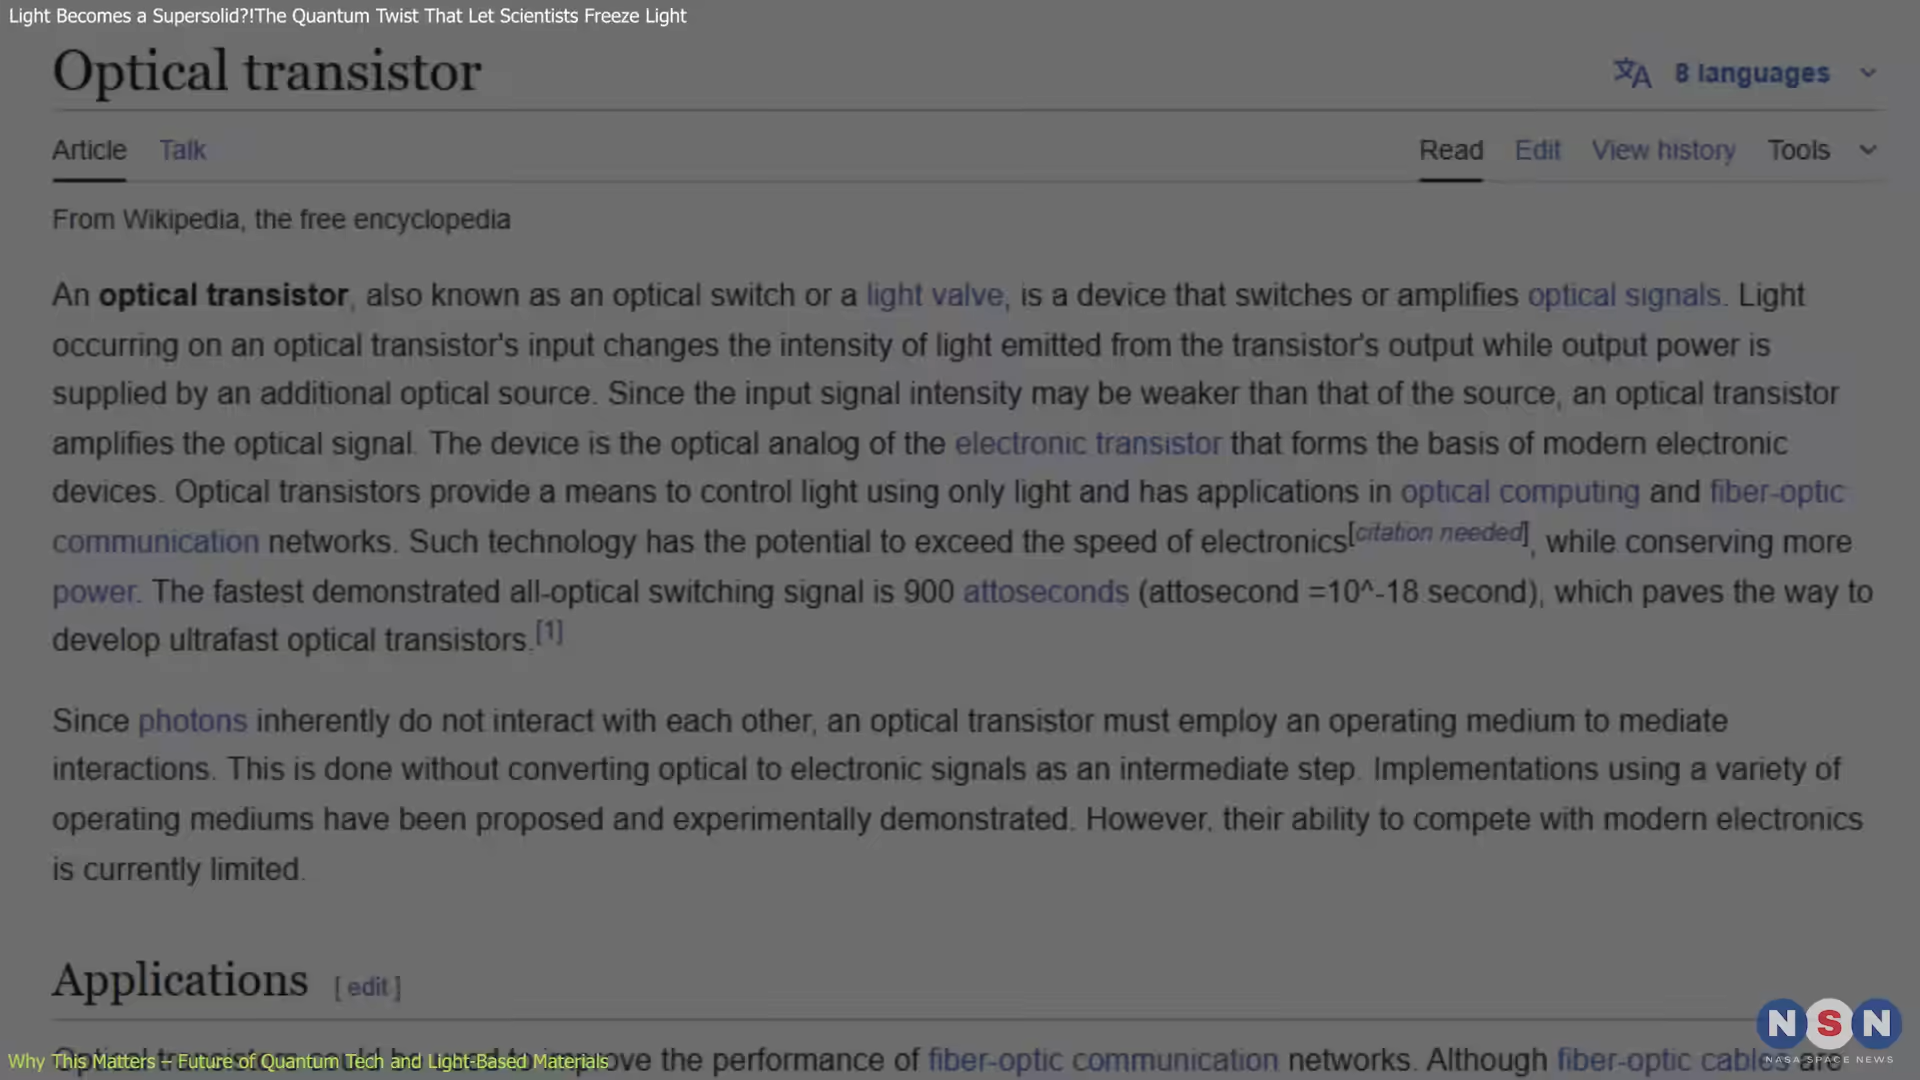 Light Becomes a Supersolid?!The Quantum Twist That Let Scientists Freeze Light
Optical transistor
8 languages
Article Talk
Read Edit View history Tools
From Wikipedia, the free encyclopedia
An optical transistor, also known as an optical switch or a light valve, is a device that switches or amplifies optical signals. Light
occurring on an optical transistor's input changes the intensity of light emitted from the transistor's output while output power is
supplied by an additional optical source. Since the input signal intensity may be weaker than that of the source, an optical transistor
amplifies the optical signal. The device is the optical analog of the electronic transistor that forms the basis of modern electronic
devices. Optical transistors provide a means to control light using only light and has applications in optical computing and fiber-optic
communication networks. Such technology has the potential to exceed the speed of electronics[citation needed], while conserving more
power. The fastest demonstrated all-optical switching signal is 900 attoseconds (attosecond =10^-18 second), which paves the way to
develop ultrafast optical transistors.[1]
Since photons inherently do not interact with each other, an optical transistor must employ an operating medium to mediate
interactions. This is done without converting optical to electronic signals as an intermediate step. Implementations using a variety of
operating mediums have been proposed and experimentally demonstrated. However, their ability to compete with modern electronics
is currently limited.
Applications [ edit ]
the performance of fiber-optic communication networks. Although fiber-optic cables are
Why This Matters – Future of Quantum Tech and Light-Based Materials
NSN
NASA SPACE NEWS